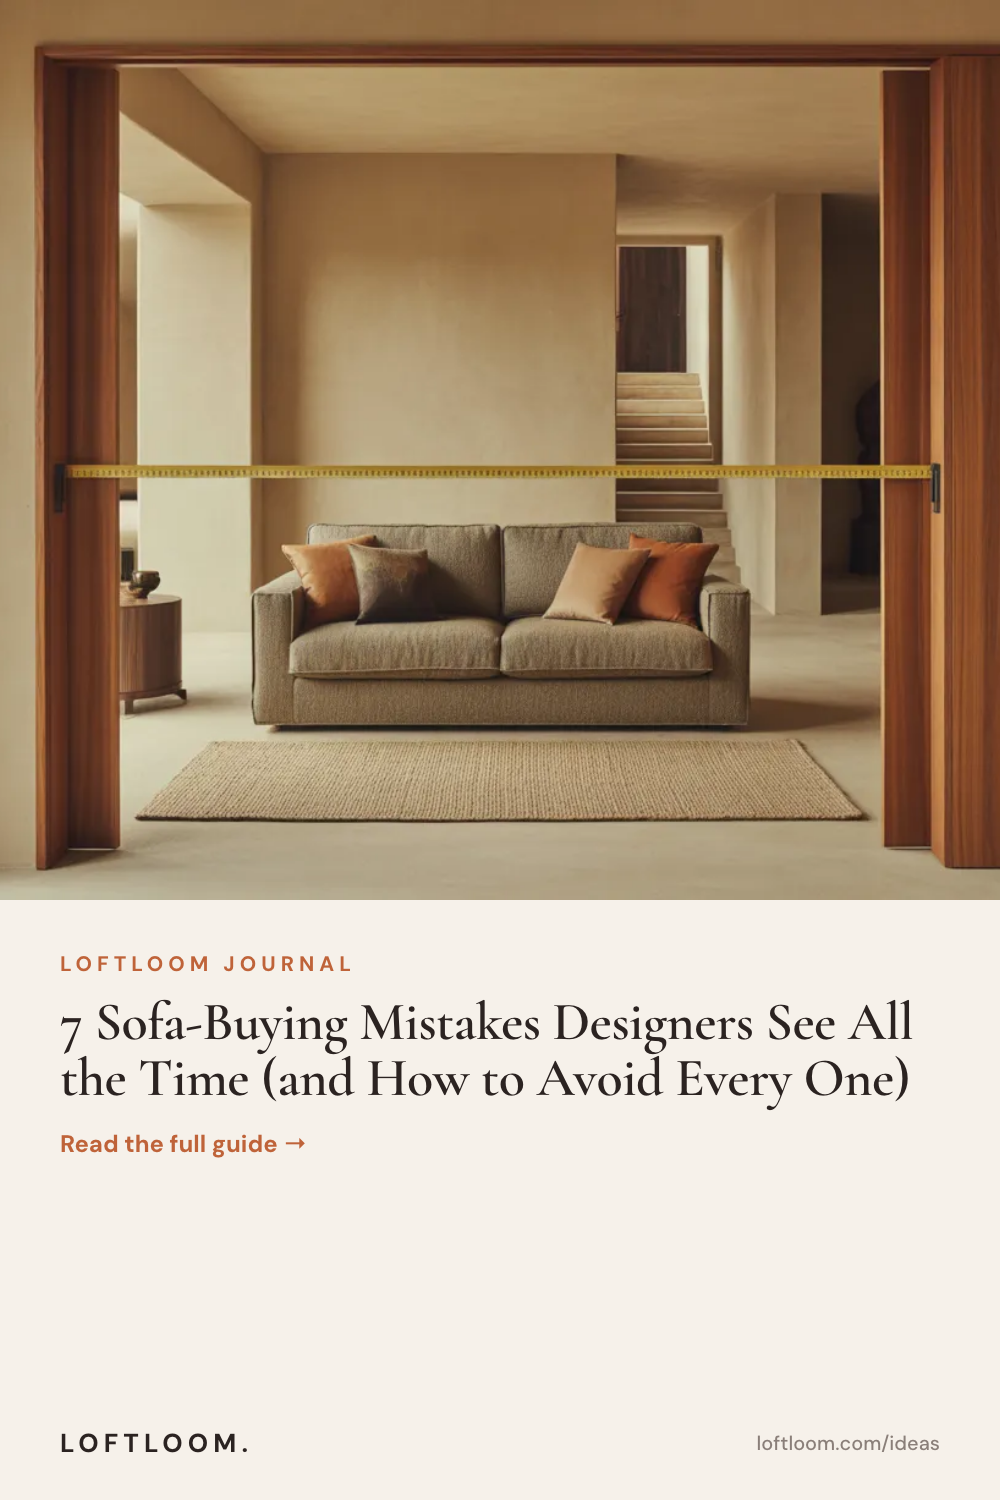 LOFTLOOM JOURNAL
7 Sofa-Buying Mistakes Designers See All
the Time (and How to Avoid Every One)
Read the full guide →
LOFTLOOM.
loftloom.com/ideas